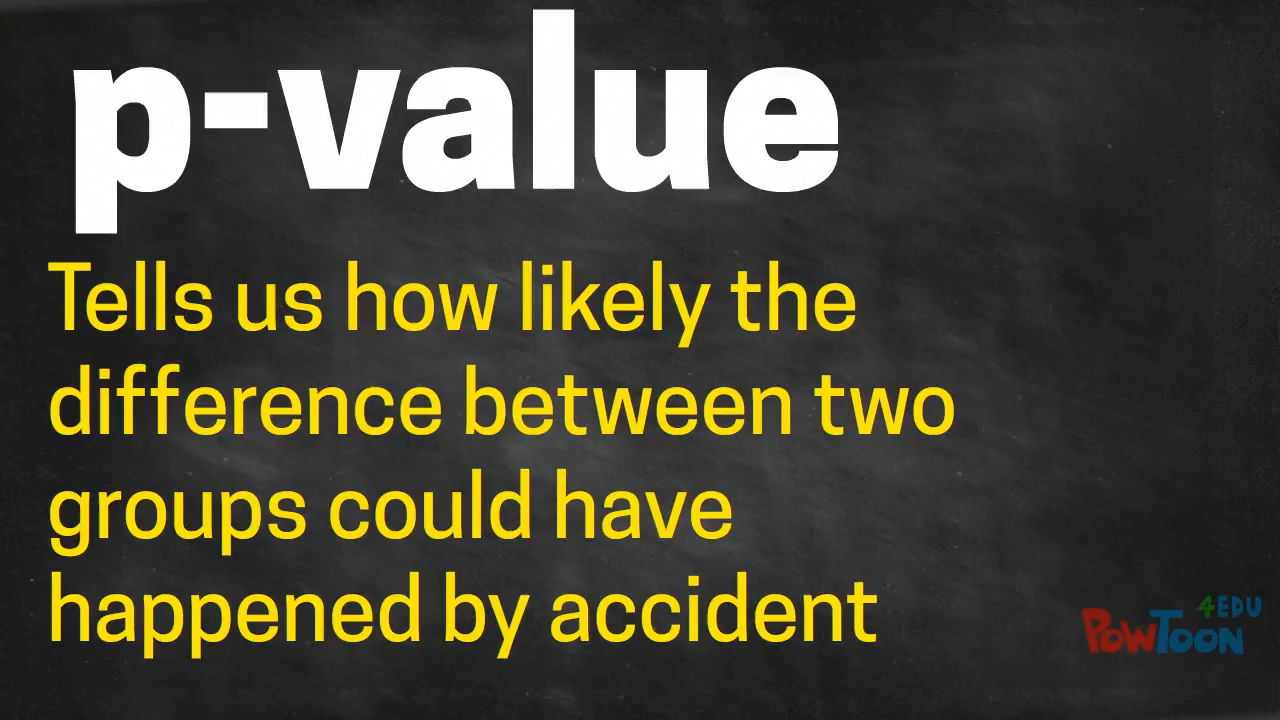 p-value
Tells us how likely the
difference between two
groups could have
happened by accident
4EDU
PowToon